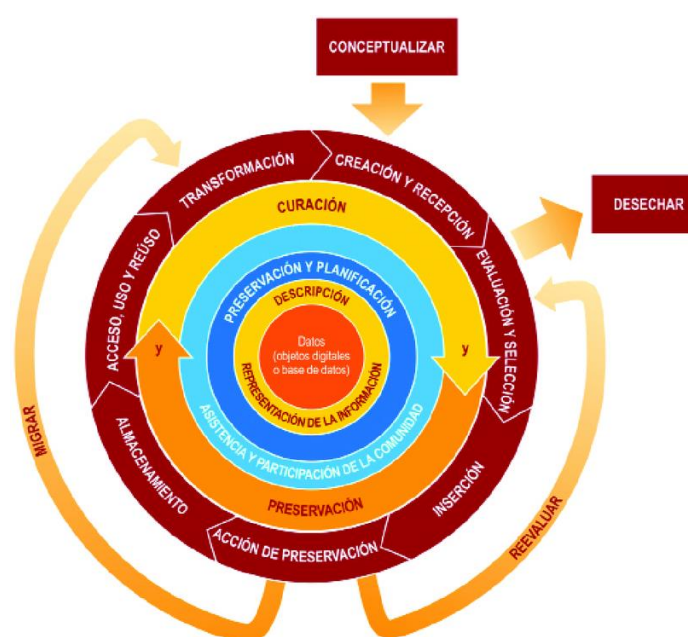 CONCEPTUALIZAR
DESECHAR
TRANSFORMACIÓN
CREACIÓN Y RECEPCIÓN
EVALUACIÓN Y SELECCIÓN
INSERCIÓN
ACCIÓN DE PRESERVACIÓN
ALMACENAMIENTO
ACCESO, USO Y REÚSO
MIGRAR
REEVALUAR
CURACIÓN
y
PRESERVACIÓN
y
ASISTENCIA Y PARTICIPACIÓN DE LA COMUNIDAD
PRESERVACIÓN Y PLANIFICACIÓN
DESCRIPCIÓN
REPRESENTACIÓN DE LA INFORMACIÓN
Datos
(objetos digitales
o base de datos)